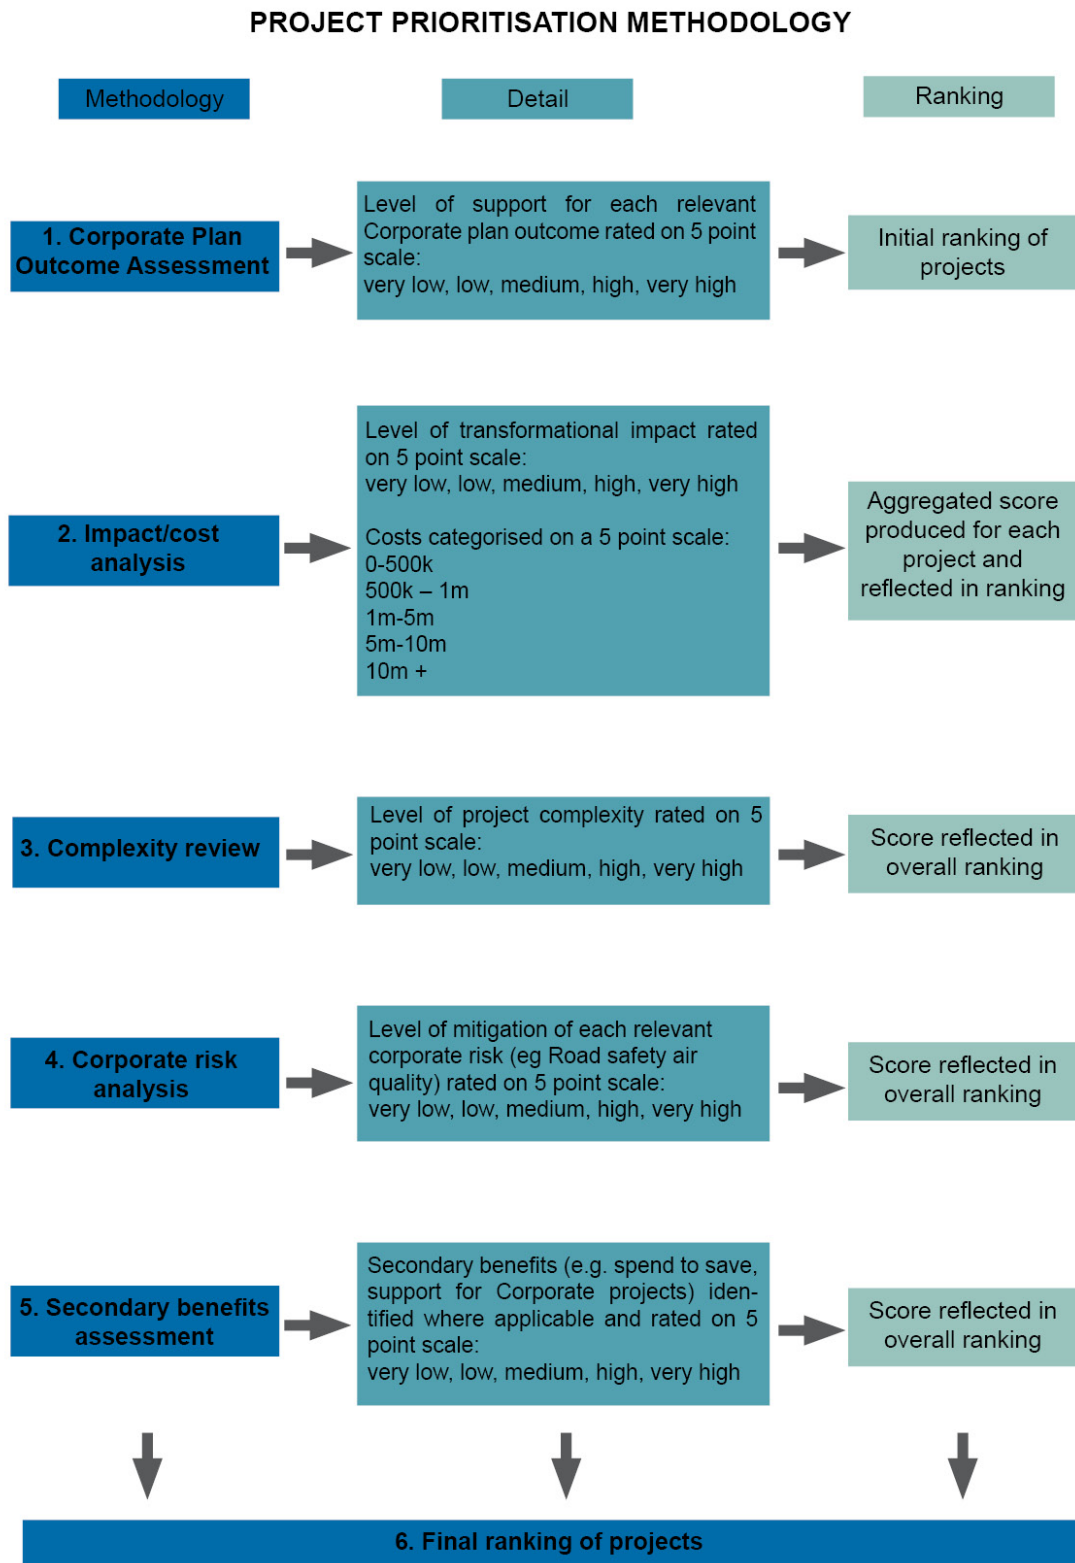 PROJECT PRIORITISATION METHODOLOGY
Methodology
Detail
Ranking
1. Corporate Plan
Outcome Assessment
Level of support for each relevant
Corporate plan outcome rated on 5 point
scale:
very low, low, medium, high, very high
Initial ranking of
projects
2. Impact/cost
analysis
Level of transformational impact rated
on 5 point scale:
very low, low, medium, high, very high
Costs categorised on a 5 point scale:
0-500k
500k – 1m
1m-5m
5m-10m
10m +
Aggregated score
produced for each
project and
reflected in ranking
3. Complexity review
Level of project complexity rated on 5
point scale:
very low, low, medium, high, very high
Score reflected in
overall ranking
4. Corporate risk
analysis
Level of mitigation of each relevant
corporate risk (eg Road safety air
quality) rated on 5 point scale:
very low, low, medium, high, very high
Score reflected in
overall ranking
5. Secondary benefits
assessment
Secondary benefits (e.g. spend to save,
support for Corporate projects) iden-
tified where applicable and rated on 5
point scale:
very low, low, medium, high, very high
Score reflected in
overall ranking
6. Final ranking of projects